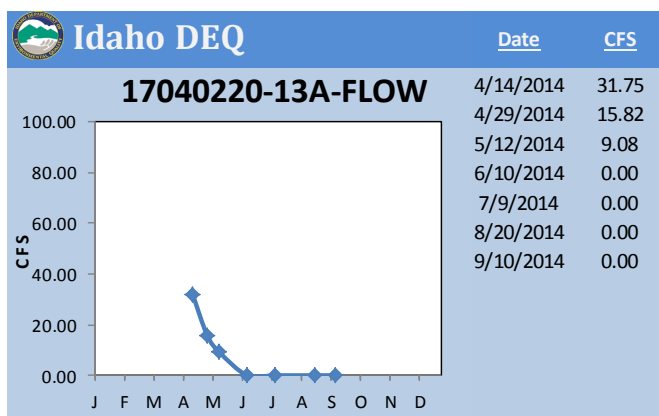 Idaho DEQ
17040220-13A-FLOW
100.00
80.00
60.00
40.00
20.00
0.00
CFS
J F M A M J J A S O N D
Date CFS
4/14/2014 31.75
4/29/2014 15.82
5/12/2014 9.08
6/10/2014 0.00
7/9/2014 0.00
8/20/2014 0.00
9/10/2014 0.00